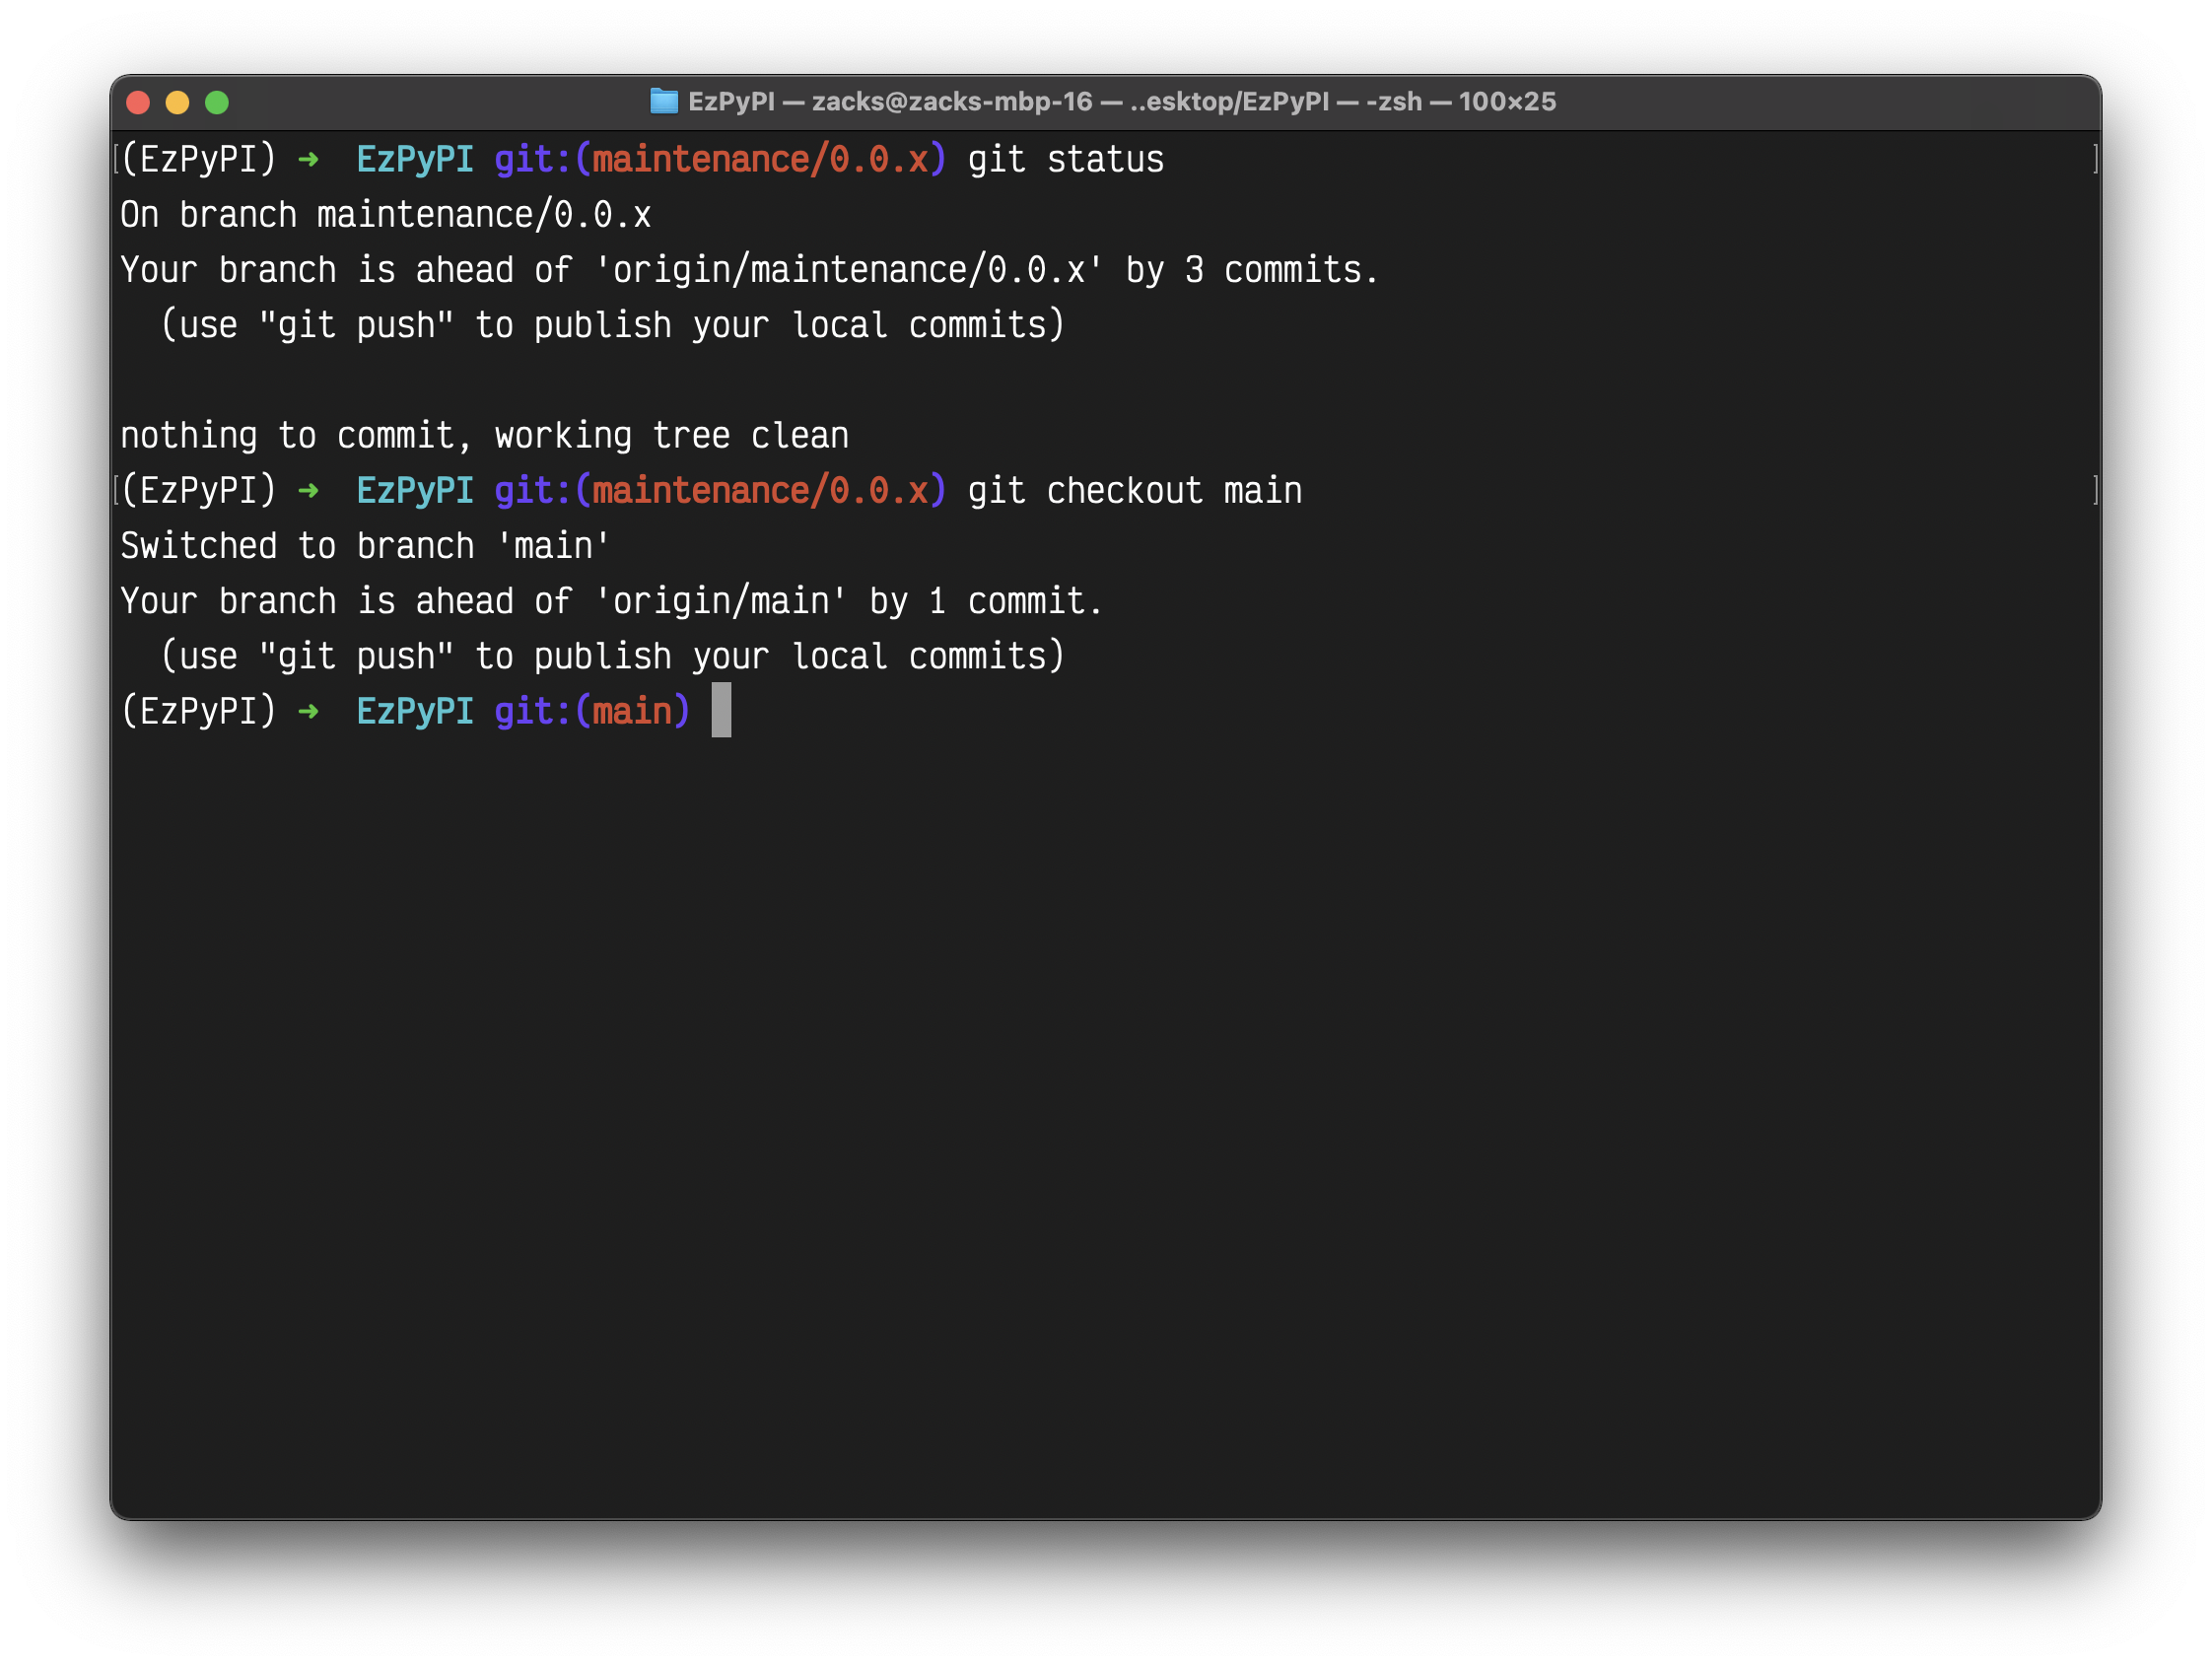 EzPyPI — zacks@zacks-mbp-16 — ..esktop/EzPyPI — -zsh — 100×25
[(EzPyPI) ➜  EzPyPI git:(maintenance/0.0.x) git status ]
On branch maintenance/0.0.x
Your branch is ahead of 'origin/maintenance/0.0.x' by 3 commits.
  (use "git push" to publish your local commits)

nothing to commit, working tree clean
[(EzPyPI) ➜  EzPyPI git:(maintenance/0.0.x) git checkout main ]
Switched to branch 'main'
Your branch is ahead of 'origin/main' by 1 commit.
  (use "git push" to publish your local commits)
(EzPyPI) ➜  EzPyPI git:(main)